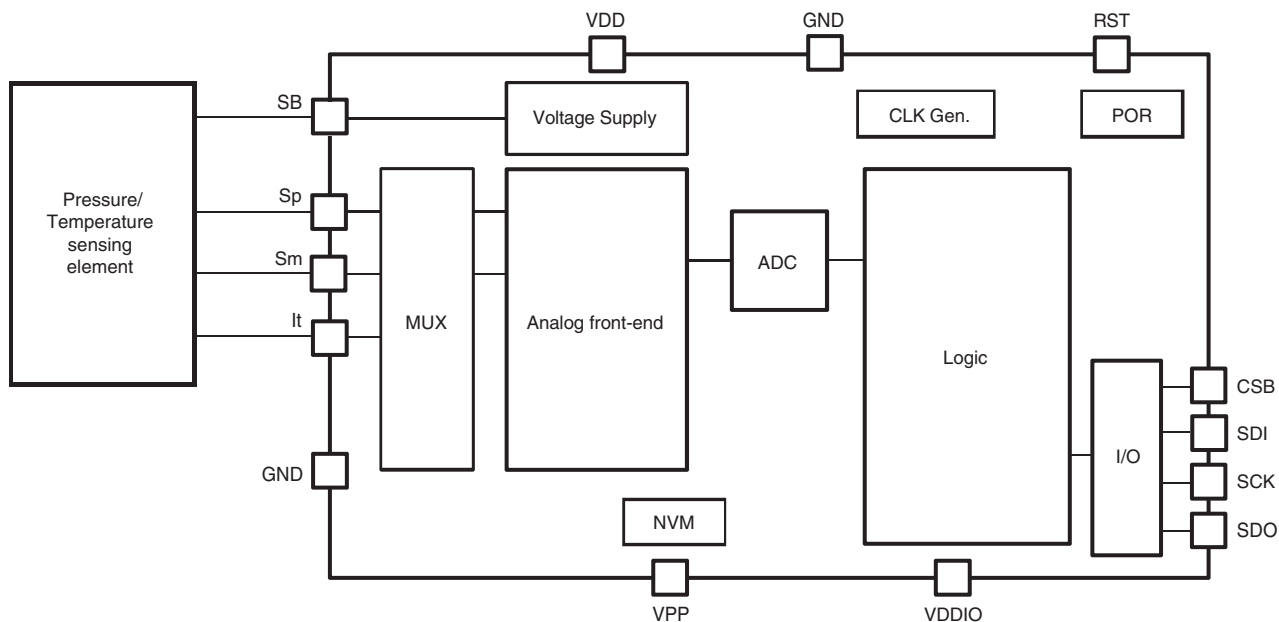 VDD
GND
RST
SB
Voltage Supply
CLK Gen.
POR
Pressure/
Temperature
sensing
element
Sp
Sm
It
MUX
Analog front-end
ADC
Logic
I/O
CSB
SDI
SCK
SDO
GND
NVM
VPP
VDDIO